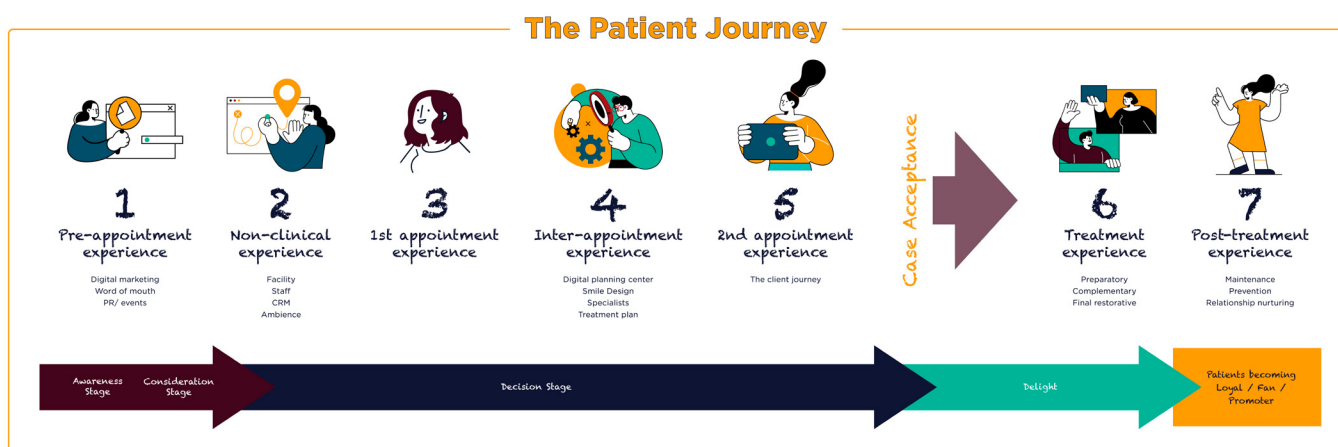 The Patient Journey
1
Pre-appointment
experience
Digital marketing
Word of mouth
PR/ events
2
Non-clinical
experience
Facility
Staff
CRM
Ambience
3
1st appointment
experience
4
Inter-appointment
experience
Digital planning center
Smile Design
Specialists
Treatment plan
5
2nd appointment
experience
The client journey
Case Acceptance
6
Treatment
experience
Preparatory
Complementary
Final restorative
7
Post-treatment
experience
Maintenance
Prevention
Relationship nurturing
Awareness
Stage
Consideration
Stage
Decision Stage
Delight
Patients becoming
Loyal / Fan /
Promoter